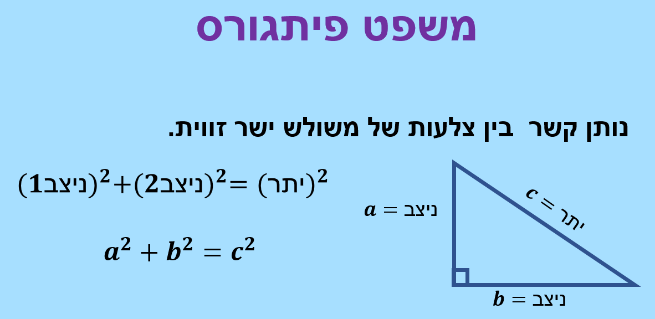 משפט פיתגורס
נותן קשר בין צלעות של משולש ישר זווית.
(ניצב1)²+(ניצב2)²= (יתר)²
a² + b² = c²
a = ניצב
c = יתר
b = ניצב